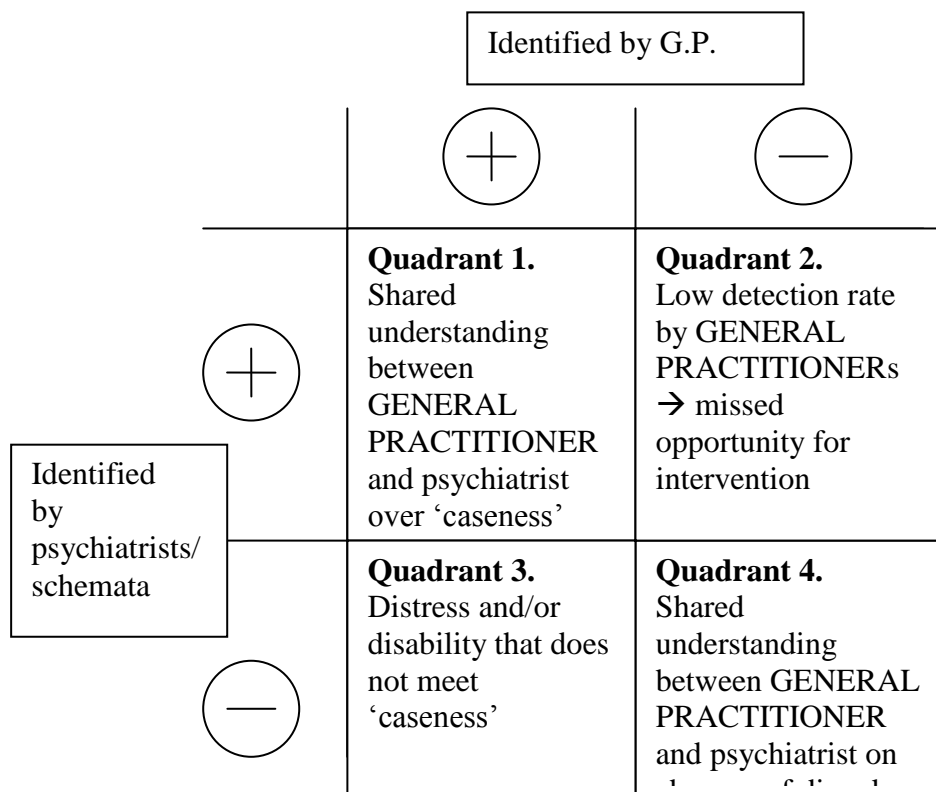 Identified by G.P.
Quadrant 1.
Shared
understanding
between
GENERAL
PRACTITIONER
and psychiatrist
over ‘caseness’
Quadrant 2.
Low detection rate
by GENERAL
PRACTITIONERs
→ missed
opportunity for
intervention
Identified
by
psychiatrists/
schemata
Quadrant 3.
Distress and/or
disability that does
not meet
‘caseness’
Quadrant 4.
Shared
understanding
between GENERAL
PRACTITIONER
and psychiatrist on